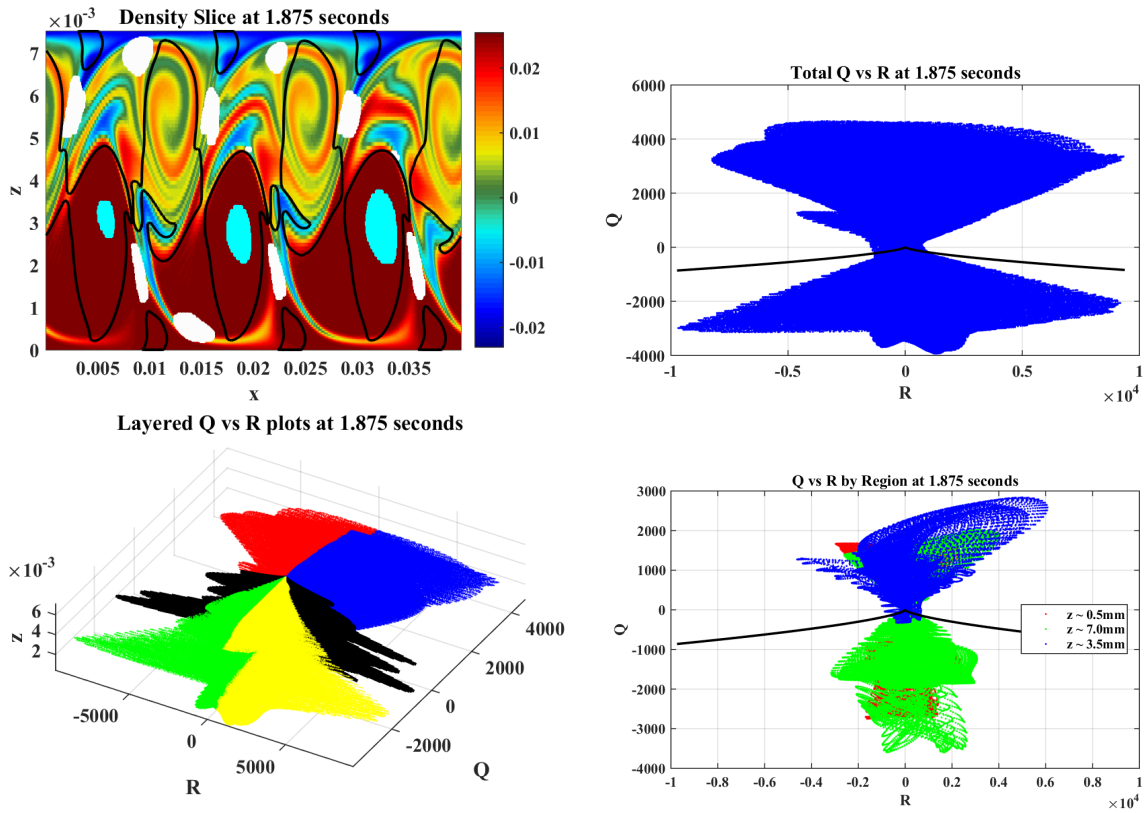 ×10⁻³
Density Slice at 1.875 seconds
7
6
5
4
3
2
1
0
z
0.005 0.01 0.015 0.02 0.025 0.03 0.035
x
0.02
0.01
0
-0.01
-0.02
Total Q vs R at 1.875 seconds
6000
4000
2000
0
-2000
-4000
Q
-1 -0.5 0 0.5 1
R
×10⁴
Layered Q vs R plots at 1.875 seconds
×10⁻³
6
4
2
z
-5000
0
5000
R
4000
2000
0
-2000
Q
Q vs R by Region at 1.875 seconds
3000
2000
1000
0
-1000
-2000
-3000
-4000
Q
z ~ 0.5mm
z ~ 7.0mm
z ~ 3.5mm
-1 -0.8 -0.6 -0.4 -0.2 0 0.2 0.4 0.6 0.8 1
R
×10⁴